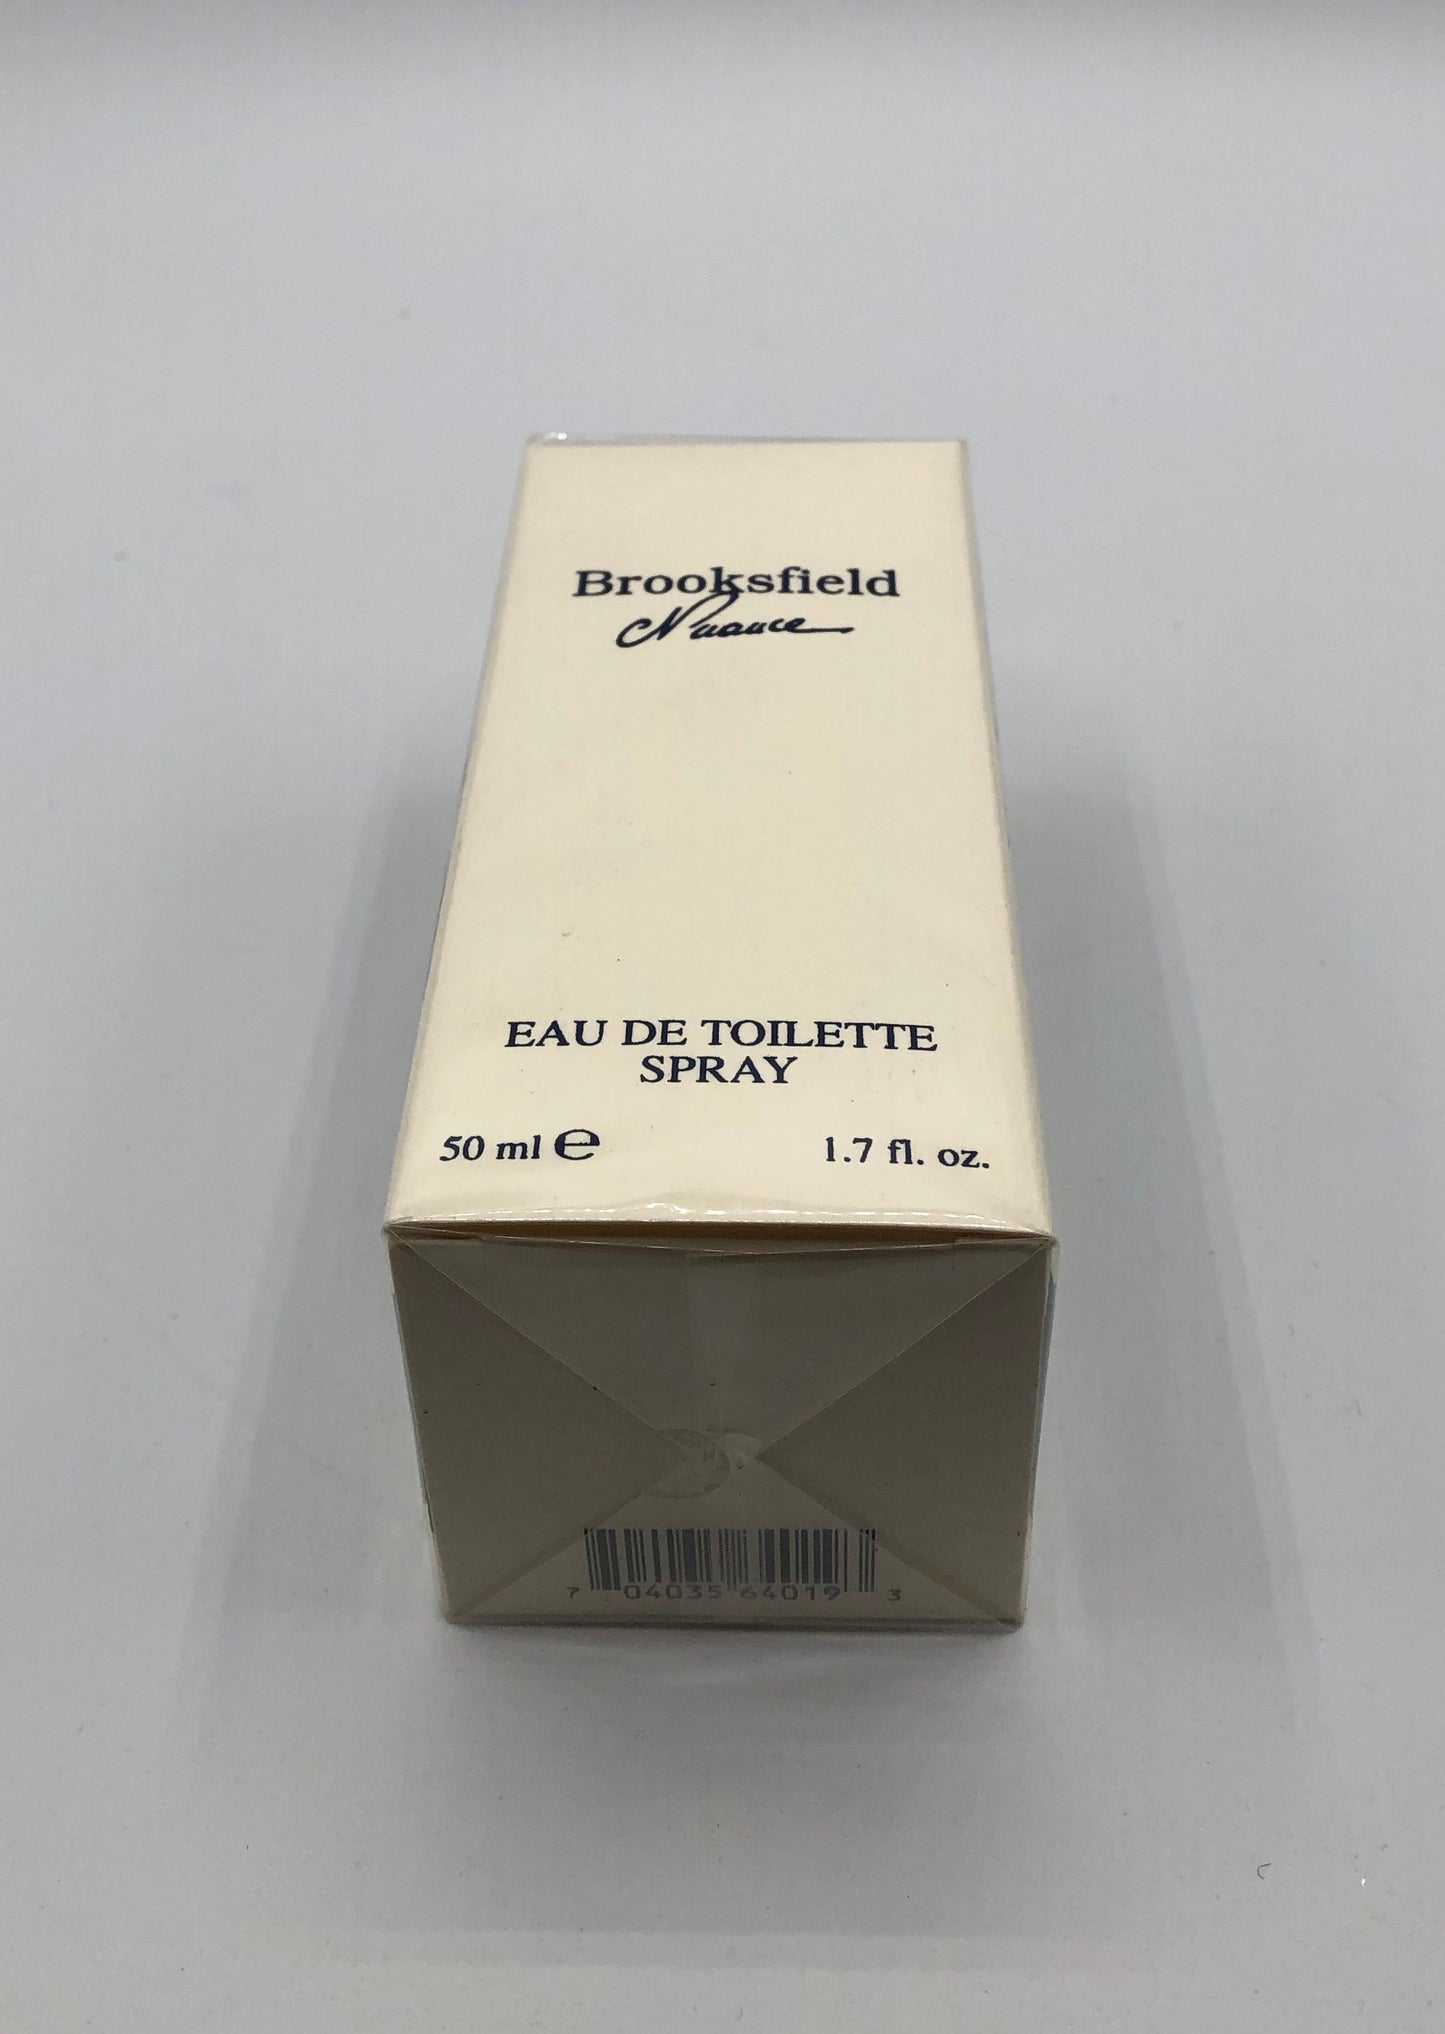 Brooksfield
Nuance
EAU DE TOILETTE
SPRAY
50 ml ℮ 1.7 fl. oz.
7 04035 64019 3